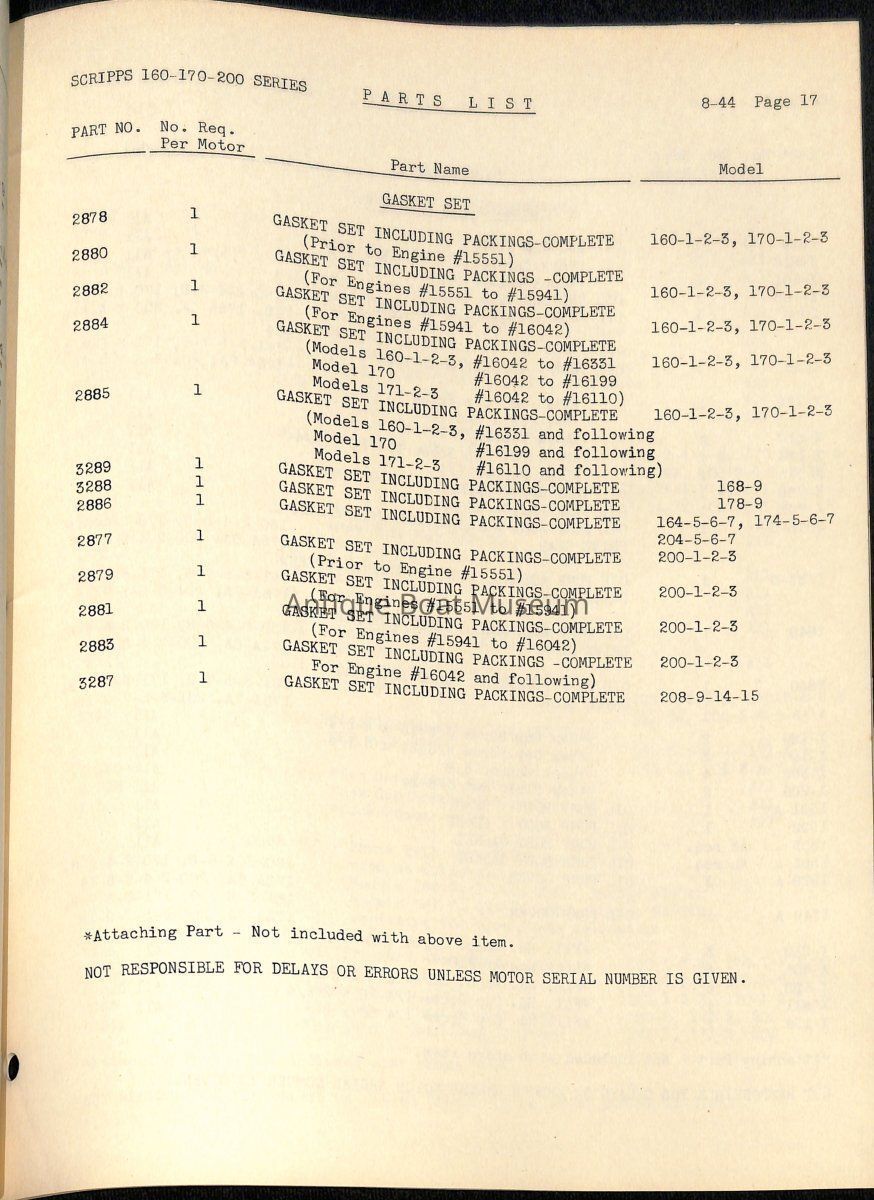 SCRIPPS 160-170-200 SERIES
PARTS LIST
8-44 Page 17
PART NO. No. Req. Per Motor Part Name Model
GASKET SET
2878 1 GASKET SET INCLUDING PACKINGS-COMPLETE 160-1-2-3, 170-1-2-3
(Prior to Engine #15551)
2880 1 GASKET SET INCLUDING PACKINGS -COMPLETE
(For Engines #15551 to #15941) 160-1-2-3, 170-1-2-3
2882 1 GASKET SET INCLUDING PACKINGS-COMPLETE
(For Engines #15941 to #16042) 160-1-2-3, 170-1-2-3
2884 1 GASKET SET INCLUDING PACKINGS-COMPLETE
(Models 160-1-2-3, #16042 to #16331 160-1-2-3, 170-1-2-3
Model 170 #16042 to #16199
Models 171-2-3 #16042 to #16110)
2885 1 GASKET SET INCLUDING PACKINGS-COMPLETE 160-1-2-3, 170-1-2-3
(Models 160-1-2-3, #16331 and following
Model 170 #16199 and following
Models 171-2-3 #16110 and following)
3289 1 GASKET SET INCLUDING PACKINGS-COMPLETE 168-9
3288 1 GASKET SET INCLUDING PACKINGS-COMPLETE 178-9
2886 1 GASKET SET INCLUDING PACKINGS-COMPLETE 164-5-6-7, 174-5-6-7
204-5-6-7
2877 1 GASKET SET INCLUDING PACKINGS-COMPLETE 200-1-2-3
(Prior to Engine #15551)
2879 1 GASKET SET INCLUDING PACKINGS-COMPLETE 200-1-2-3
(For Engines #15551 to #15941)
Antique Boat Museum
2881 1 GASKET SET INCLUDING PACKINGS-COMPLETE 200-1-2-3
(For Engines #15941 to #16042)
2883 1 GASKET SET INCLUDING PACKINGS -COMPLETE 200-1-2-3
For Engine #16042 and following)
3287 1 GASKET SET INCLUDING PACKINGS-COMPLETE 208-9-14-15
*Attaching Part - Not included with above item.
NOT RESPONSIBLE FOR DELAYS OR ERRORS UNLESS MOTOR SERIAL NUMBER IS GIVEN.